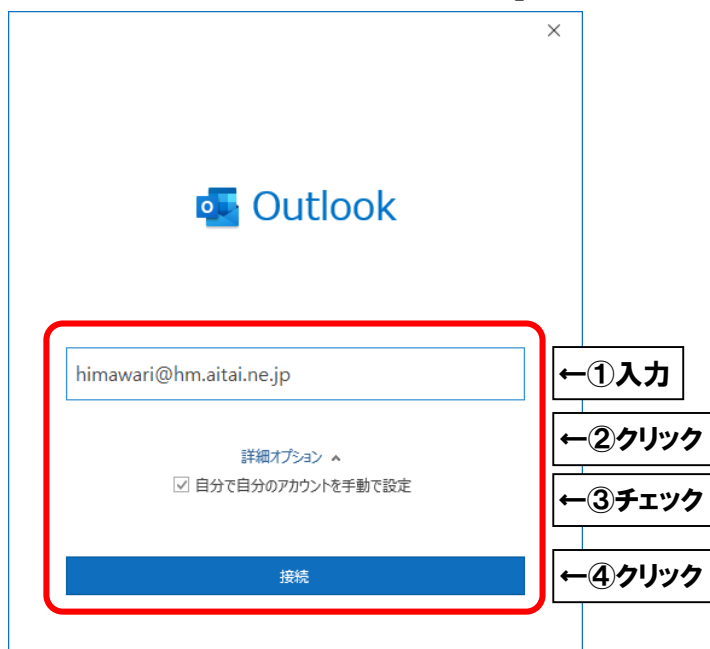 Outlook
himawari@hm.aitai.ne.jp
←①入力
←②クリック
詳細オプション
自分で自分のアカウントを手動で設定
←③チェック
接続
←④クリック